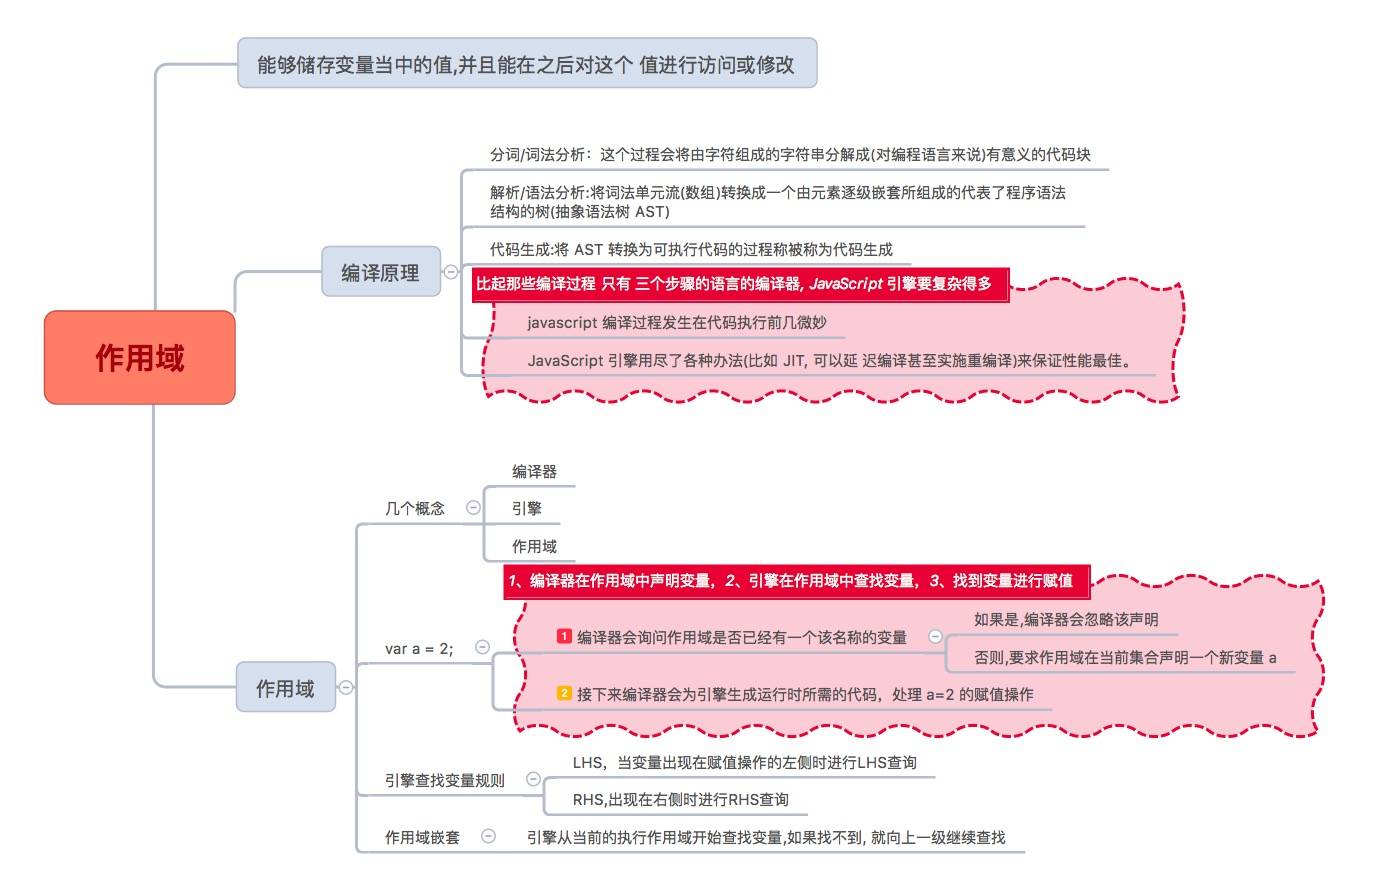 能够储存变量当中的值,并且能在之后对这个 值进行访问或修改
分词/词法分析：这个过程会将由字符组成的字符串分解成(对编程语言来说)有意义的代码块
解析/语法分析:将词法单元流(数组)转换成一个由元素逐级嵌套所组成的代表了程序语法
结构的树(抽象语法树 AST)
编译原理
代码生成:将 AST 转换为可执行代码的过程称被称为代码生成
比起那些编译过程 只有 三个步骤的语言的编译器, JavaScript 引擎要复杂得多
javascript 编译过程发生在代码执行前几微妙
JavaScript 引擎用尽了各种办法(比如 JIT, 可以延 迟编译甚至实施重编译)来保证性能最佳。
作用域
几个概念
编译器
引擎
作用域
1、编译器在作用域中声明变量，2、引擎在作用域中查找变量，3、找到变量进行赋值
var a = 2;
1 编译器会询问作用域是否已经有一个该名称的变量
如果是,编译器会忽略该声明
否则,要求作用域在当前集合声明一个新变量 a
2 接下来编译器会为引擎生成运行时所需的代码，处理 a=2 的赋值操作
作用域
引擎查找变量规则
LHS，当变量出现在赋值操作的左侧时进行LHS查询
RHS,出现在右侧时进行RHS查询
作用域嵌套
引擎从当前的执行作用域开始查找变量,如果找不到, 就向上一级继续查找